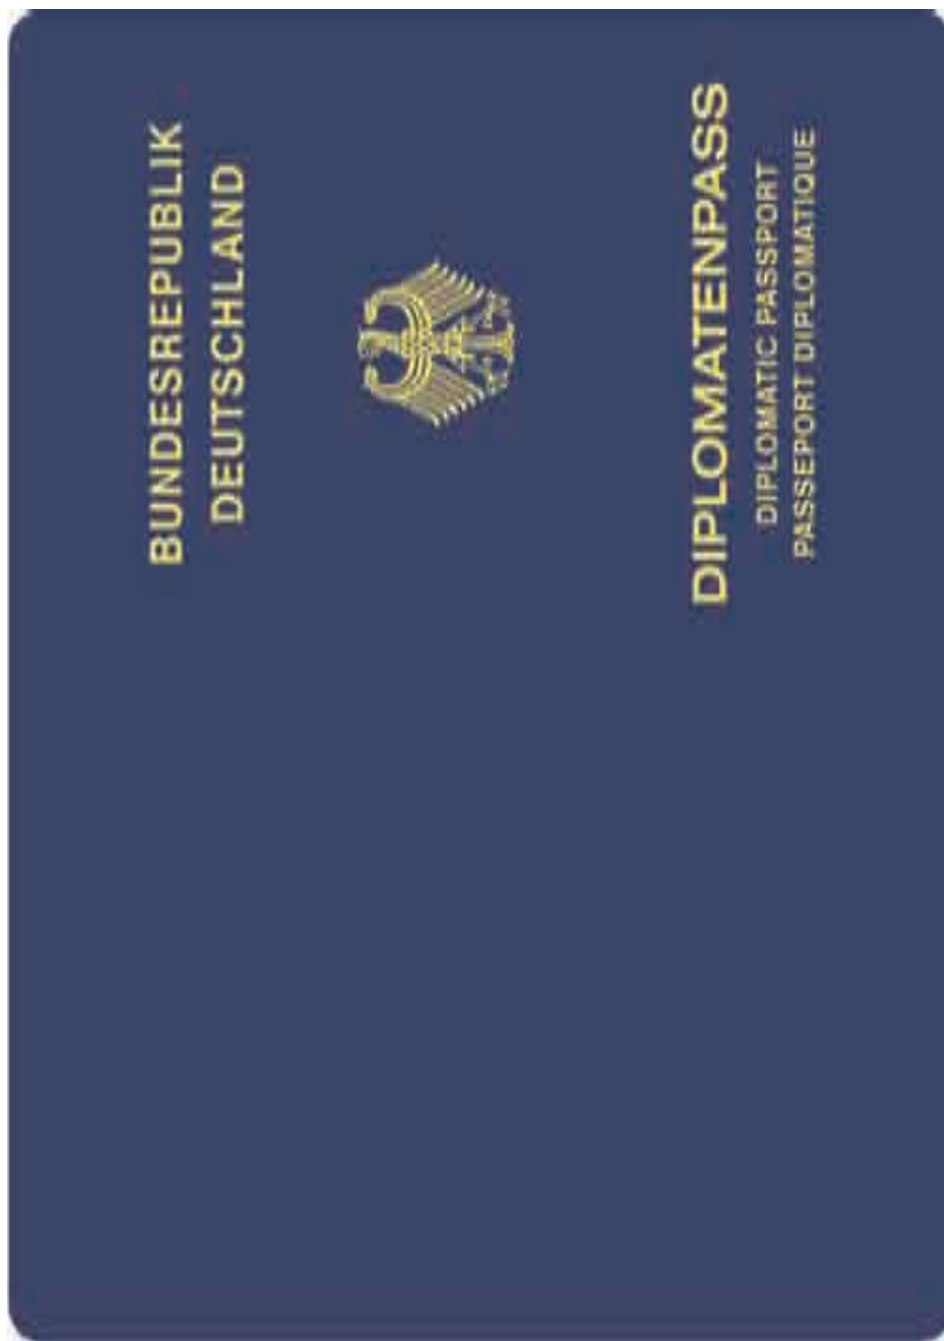 BUNDESREPUBLIK
DEUTSCHLAND
DIPLOMATENPASS
DIPLOMATIC PASSPORT
PASSEPORT DIPLOMATIQUE